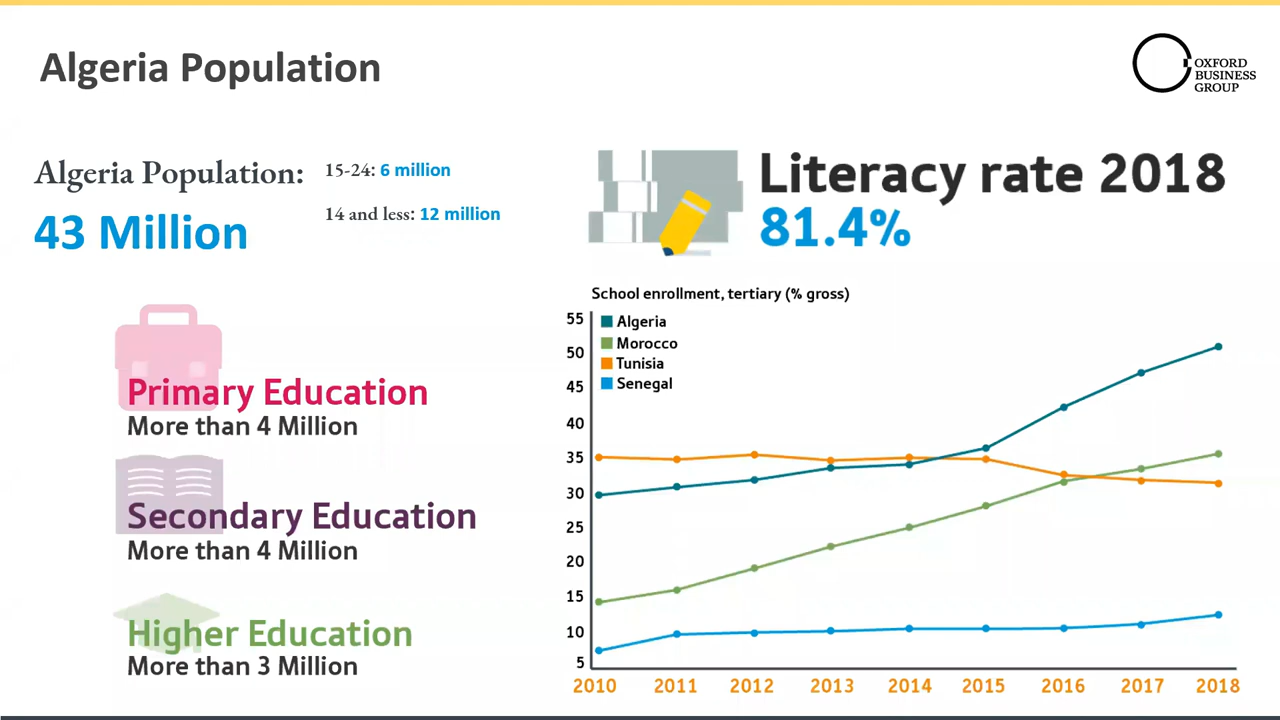 Algeria Population
OXFORD
BUSINESS
GROUP
Algeria Population:
43 Million
15-24: 6 million
14 and less: 12 million
Literacy rate 2018
81.4%
Primary Education
More than 4 Million
Secondary Education
More than 4 Million
Higher Education
More than 3 Million
School enrollment, tertiary (% gross)
Algeria
Morocco
Tunisia
Senegal
55
50
45
40
35
30
25
20
15
10
5
2010 2011 2012 2013 2014 2015 2016 2017 2018